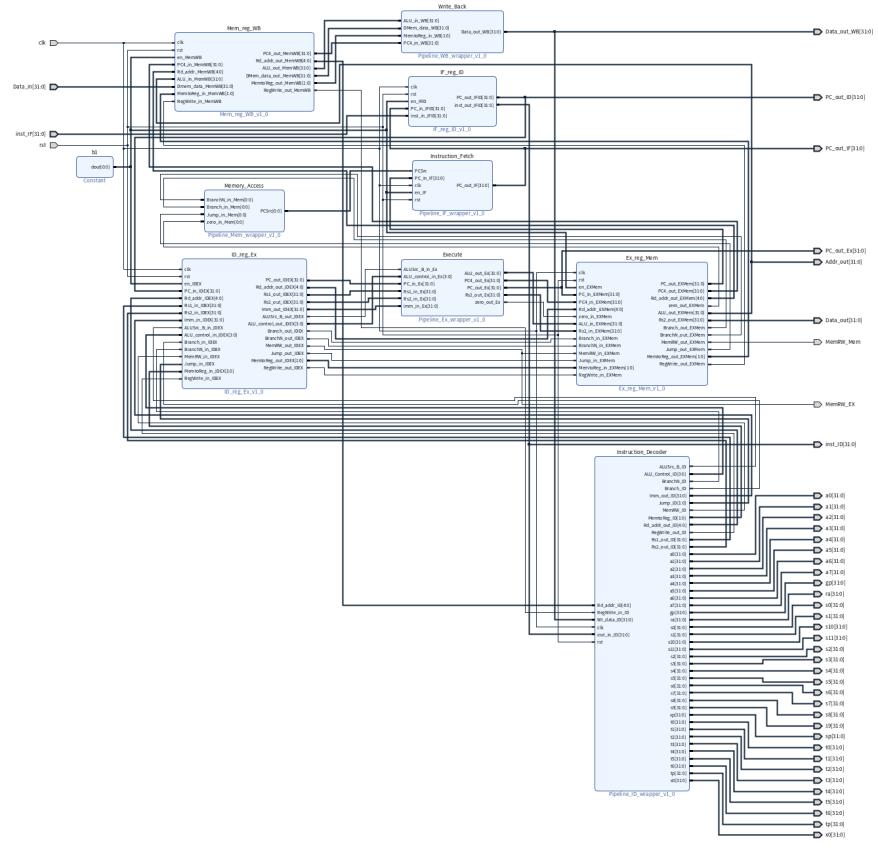 clk
Data_in[31:0]
inst_IF[31:0]
rst
b1
dout[0:0]
Constant
Mem_reg_WB
clk
rst
en_MemWB
PC4_in_MemWB[31:0]
Rd_addr_MemWB[4:0]
ALU_in_MemWB[31:0]
Dmem_data_MemWB[31:0]
MemtoReg_in_MemWB[1:0]
RegWrite_in_MemWB
PC4_out_MemWB[31:0]
Rd_addr_out_MemWB[4:0]
ALU_out_MemWB[31:0]
DMem_data_out_MemWB[31:0]
MemtoReg_out_MemWB[1:0]
RegWrite_out_MemWB
Mem_reg_WB_v1_0
Write_Back
ALU_in_WB[31:0]
DMem_data_WB[31:0]
MemtoReg_in_WB[1:0]
PC4_in_WB[31:0]
Data_out_WB[31:0]
Pipeline_WB_wrapper_v1_0
IF_reg_ID
clk
rst
en_IFID
PC_in_IFID[31:0]
inst_in_IFID[31:0]
PC_out_IFID[31:0]
inst_out_IFID[31:0]
IF_reg_ID_v1_0
Instruction_Fetch
PCSrc
PC_in_IF[31:0]
clk
en_IF
rst
PC_out_IF[31:0]
Pipeline_IF_wrapper_v1_0
Memory_Access
BranchN_in_Mem[0:0]
Branch_in_Mem[0:0]
Jump_in_Mem[0:0]
zero_in_Mem[0:0]
PCSrc[0:0]
Pipeline_Mem_wrapper_v1_0
ID_reg_Ex
clk
rst
en_IDEX
PC_in_IDEX[31:0]
Rd_addr_IDEX[4:0]
Rs1_in_IDEX[31:0]
Rs2_in_IDEX[31:0]
Imm_in_IDEX[31:0]
ALUSrc_B_in_IDEX
ALU_control_in_IDEX[3:0]
Branch_in_IDEX
BranchN_in_IDEX
MemRW_in_IDEX
Jump_in_IDEX
MemtoReg_in_IDEX[1:0]
RegWrite_in_IDEX
PC_out_IDEX[31:0]
Rd_addr_out_IDEX[4:0]
Rs1_out_IDEX[31:0]
Rs2_out_IDEX[31:0]
Imm_out_IDEX[31:0]
ALUSrc_B_out_IDEX
ALU_control_out_IDEX[3:0]
Branch_out_IDEX
BranchN_out_IDEX
MemRW_out_IDEX
Jump_out_IDEX
MemtoReg_out_IDEX[1:0]
RegWrite_out_IDEX
ID_reg_Ex_v1_0
Execute
ALUSrc_B_in_Ex
ALU_control_in_Ex[3:0]
PC_in_Ex[31:0]
Rs1_in_Ex[31:0]
Rs2_in_Ex[31:0]
Imm_in_Ex[31:0]
ALU_out_Ex[31:0]
PC4_out_Ex[31:0]
PC_out_Ex[31:0]
Rs2_out_Ex[31:0]
zero_out_Ex
Pipeline_Ex_wrapper_v1_0
Ex_reg_Mem
clk
rst
en_EXMem
PC_in_EXMem[31:0]
PC4_in_EXMem[31:0]
Rd_addr_EXMem[4:0]
zero_in_EXMem
ALU_in_EXMem[31:0]
Rs2_in_EXMem[31:0]
Branch_in_EXMem
BranchN_in_EXMem
MemRW_in_EXMem
Jump_in_EXMem
MemtoReg_in_EXMem[1:0]
RegWrite_in_EXMem
PC_out_EXMem[31:0]
PC4_out_EXMem[31:0]
Rd_addr_out_EXMem[4:0]
zero_out_EXMem
ALU_out_EXMem[31:0]
Rs2_out_EXMem[31:0]
Branch_out_EXMem
BranchN_out_EXMem
MemRW_out_EXMem
Jump_out_EXMem
MemtoReg_out_EXMem[1:0]
RegWrite_out_EXMem
Ex_reg_Mem_v1_0
Instruction_Decoder
Rd_addr_ID[4:0]
RegWrite_in_ID
Wt_data_ID[31:0]
clk
inst_in_ID[31:0]
rst
ALUSrc_B_ID
ALU_Control_ID[3:0]
BranchN_ID
Branch_ID
Imm_out_ID[31:0]
Jump_ID[1:0]
MemRW_ID
MemtoReg_ID[1:0]
Rd_addr_out_ID[4:0]
RegWrite_out_ID
Rs1_out_ID[31:0]
Rs2_out_ID[31:0]
a0[31:0]
a1[31:0]
a2[31:0]
a3[31:0]
a4[31:0]
a5[31:0]
a6[31:0]
a7[31:0]
gp[31:0]
ra[31:0]
s0[31:0]
s1[31:0]
s10[31:0]
s11[31:0]
s2[31:0]
s3[31:0]
s4[31:0]
s5[31:0]
s6[31:0]
s7[31:0]
s8[31:0]
s9[31:0]
sp[31:0]
t0[31:0]
t1[31:0]
t2[31:0]
t3[31:0]
t4[31:0]
t5[31:0]
t6[31:0]
tp[31:0]
x0[31:0]
Pipeline_ID_wrapper_v1_0
Data_out_WB[31:0]
PC_out_ID[31:0]
PC_out_IF[31:0]
PC_out_Ex[31:0]
Addr_out[31:0]
Data_out[31:0]
MemRW_Mem
MemRW_EX
inst_ID[31:0]
a0[31:0]
a1[31:0]
a2[31:0]
a3[31:0]
a4[31:0]
a5[31:0]
a6[31:0]
a7[31:0]
gp[31:0]
ra[31:0]
s0[31:0]
s1[31:0]
s10[31:0]
s11[31:0]
s2[31:0]
s3[31:0]
s4[31:0]
s5[31:0]
s6[31:0]
s7[31:0]
s8[31:0]
s9[31:0]
sp[31:0]
t0[31:0]
t1[31:0]
t2[31:0]
t3[31:0]
t4[31:0]
t5[31:0]
t6[31:0]
tp[31:0]
x0[31:0]